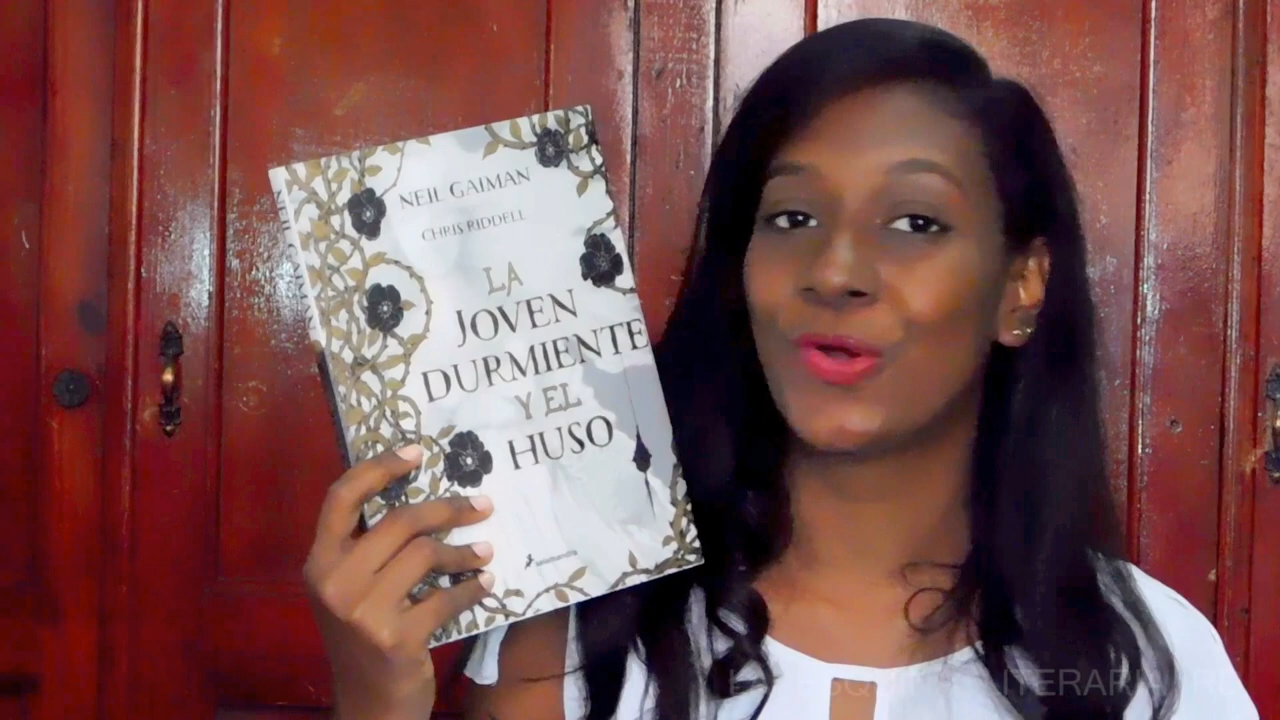 NEIL GAIMAN
CHRIS RIDDELL
LA
JOVEN
DURMIENTE
Y EL
HUSO